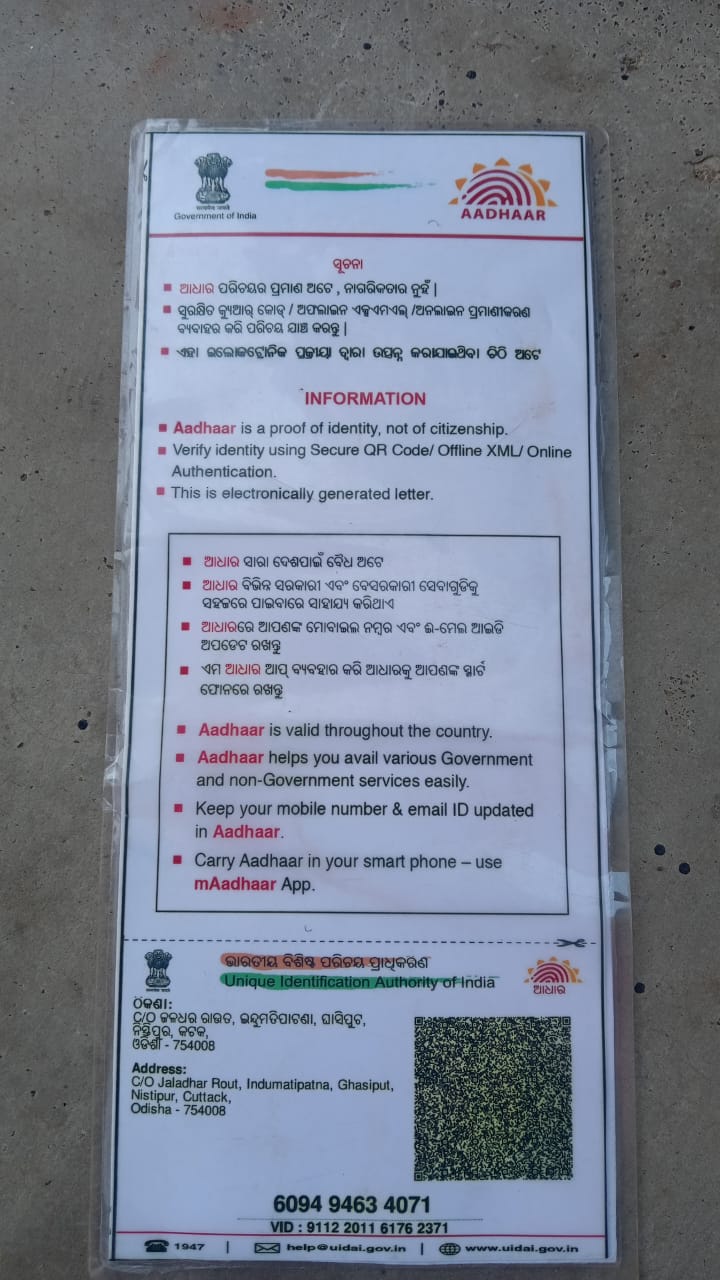 सत्यमेव जयते
Government of India
AADHAAR
ସୂଚନା
ଆଧାର ପରିଚୟର ପ୍ରମାଣ ଅଟେ , ନାଗରିକତାର ନୁହଁ |
ସୁରକ୍ଷିତ କ୍ୟୁଆର୍ କୋଡ୍ / ଅଫଲାଇନ ଏକ୍ସଏମଏଲ୍ /ଅନଲାଇନ ପ୍ରମାଣୀକରଣ
ବ୍ୟବହାର କରି ପରିଚୟ ଯାଞ୍ଚ କରନ୍ତୁ |
ଏହା ଇଲୋକଟ୍ରୋନିକ ପ୍ରକ୍ରୀୟା ଦ୍ୱାରା ଉତ୍ପନ୍ନ କରାଯାଇଥିବା ଚିଠି ଅଟେ
INFORMATION
Aadhaar is a proof of identity, not of citizenship.
Verify identity using Secure QR Code/ Offline XML/ Online
Authentication.
This is electronically generated letter.
ଆଧାର ସାରା ଦେଶପାଇଁ ବୈଧ ଅଟେ
ଆଧାର ବିଭିନ୍ନ ସରକାରୀ ଏବଂ ବେସରକାରୀ ସେବାଗୁଡିକୁ
ସହଜରେ ପାଇବାରେ ସାହାଯ୍ୟ କରିଥାଏ
ଆଧାରରେ ଆପଣଙ୍କ ମୋବାଇଲ ନମ୍ବର ଏବଂ ଈ-ମେଲ ଆଇଡି
ଅପଡେଟ ରଖନ୍ତୁ
ଏମ ଆଧାର ଆପ୍ ବ୍ୟବହାର କରି ଆଧାରକୁ ଆପଣଙ୍କ ସ୍ମାର୍ଟ
ଫୋନରେ ରଖନ୍ତୁ
Aadhaar is valid throughout the country.
Aadhaar helps you avail various Government
and non-Government services easily.
Keep your mobile number & email ID updated
in Aadhaar.
Carry Aadhaar in your smart phone – use
mAadhaar App.
ଭାରତୀୟ ବିଶିଷ୍ଟ ପରିଚୟ ପ୍ରାଧିକରଣ
Unique Identification Authority of India
ଆଧାର
ଠିକଣା:
C/O ଜଳଧର ରାଉତ, ଇନ୍ଦୁମତିପାଟଣା, ଘାସିପୁଟ,
ନିସ୍ତିପୁର, କଟକ,
ଓଡିଶା - 754008
Address:
C/O Jaladhar Rout, Indumatipatna, Ghasiput,
Nistipur, Cuttack,
Odisha - 754008
6094 9463 4071
VID : 9112 2011 6176 2371
1947 | help@uidai.gov.in | www.uidai.gov.in